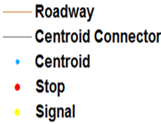 Roadway
Centroid Connector
Centroid
Stop
Signal